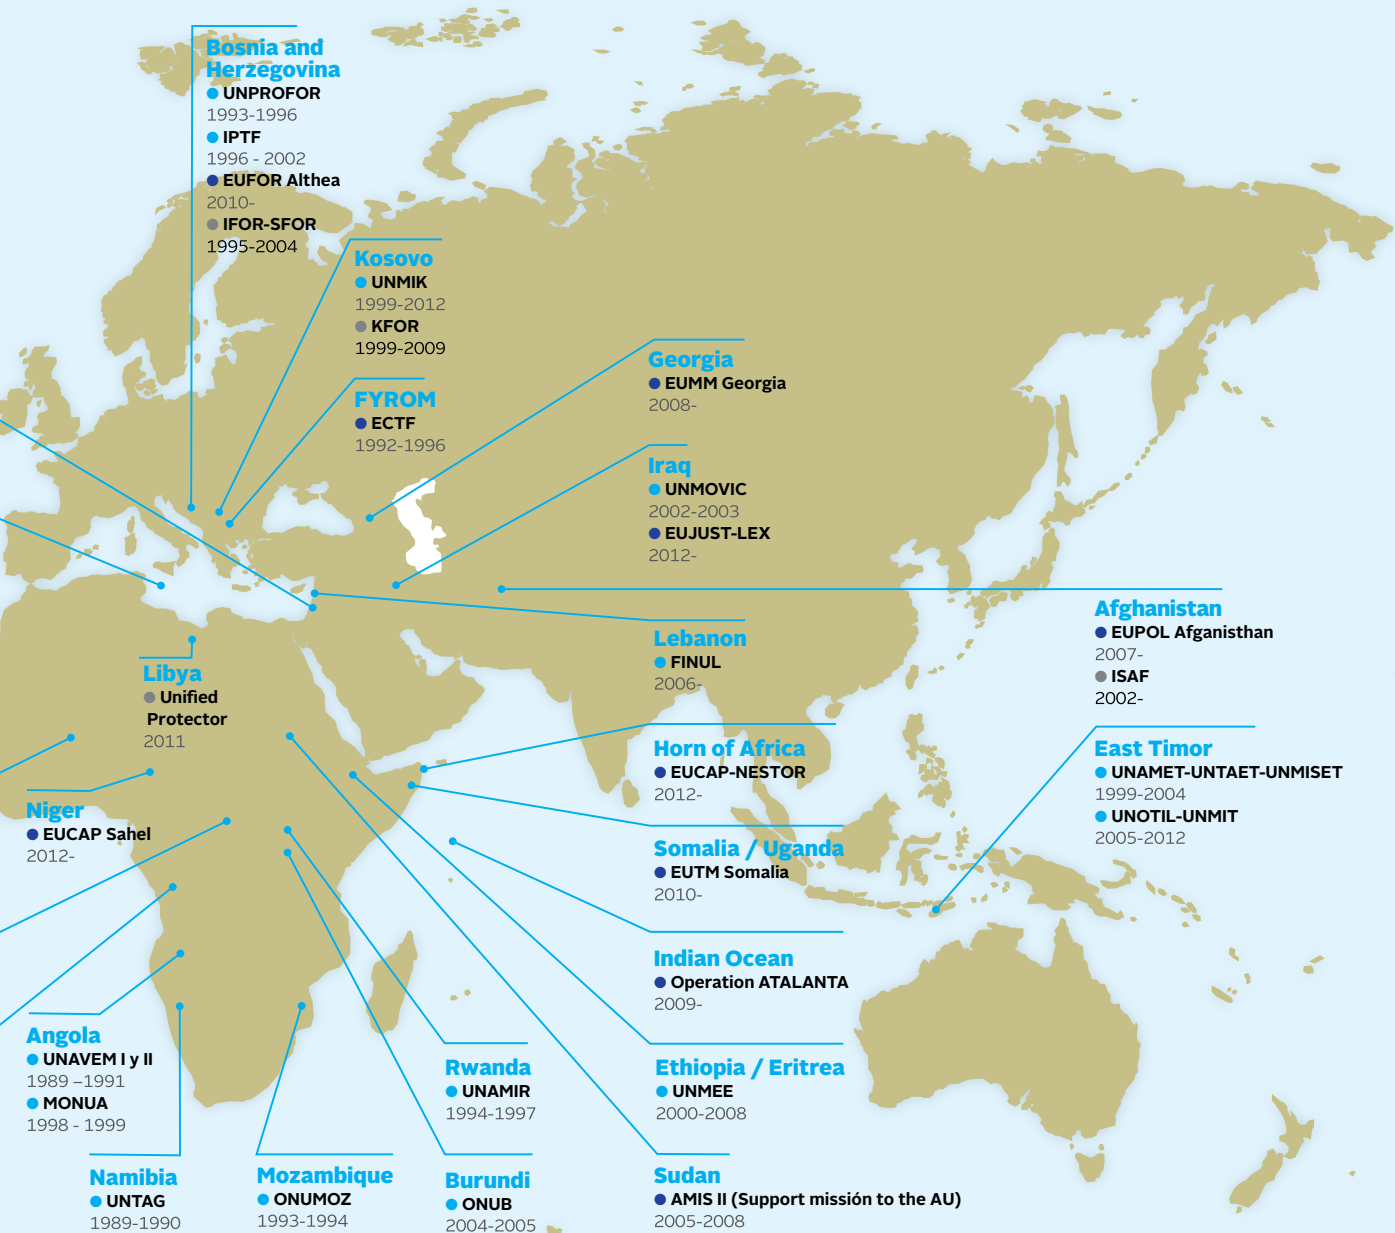 Bosnia and
Herzegovina
UNPROFOR
1993-1996
IPTF
1996 - 2002
EUFOR Althea
2010-
IFOR-SFOR
1995-2004
Kosovo
UNMIK
1999-2012
KFOR
1999-2009
FYROM
ECTF
1992-1996
Georgia
EUMM Georgia
2008-
Iraq
UNMOVIC
2002-2003
EUJUST-LEX
2012-
Afghanistan
EUPOL Afganisthan
2007-
ISAF
2002-
Lebanon
FINUL
2006-
Libya
Unified
Protector
2011
Horn of Africa
EUCAP-NESTOR
2012-
East Timor
UNAMET-UNTAET-UNMISET
1999-2004
UNOTIL-UNMIT
2005-2012
Niger
EUCAP Sahel
2012-
Somalia / Uganda
EUTM Somalia
2010-
Indian Ocean
Operation ATALANTA
2009-
Angola
UNAVEM I y II
1989 –1991
MONUA
1998 - 1999
Rwanda
UNAMIR
1994-1997
Ethiopia / Eritrea
UNMEE
2000-2008
Namibia
UNTAG
1989-1990
Mozambique
ONUMOZ
1993-1994
Burundi
ONUB
2004-2005
Sudan
AMIS II (Support missión to the AU)
2005-2008